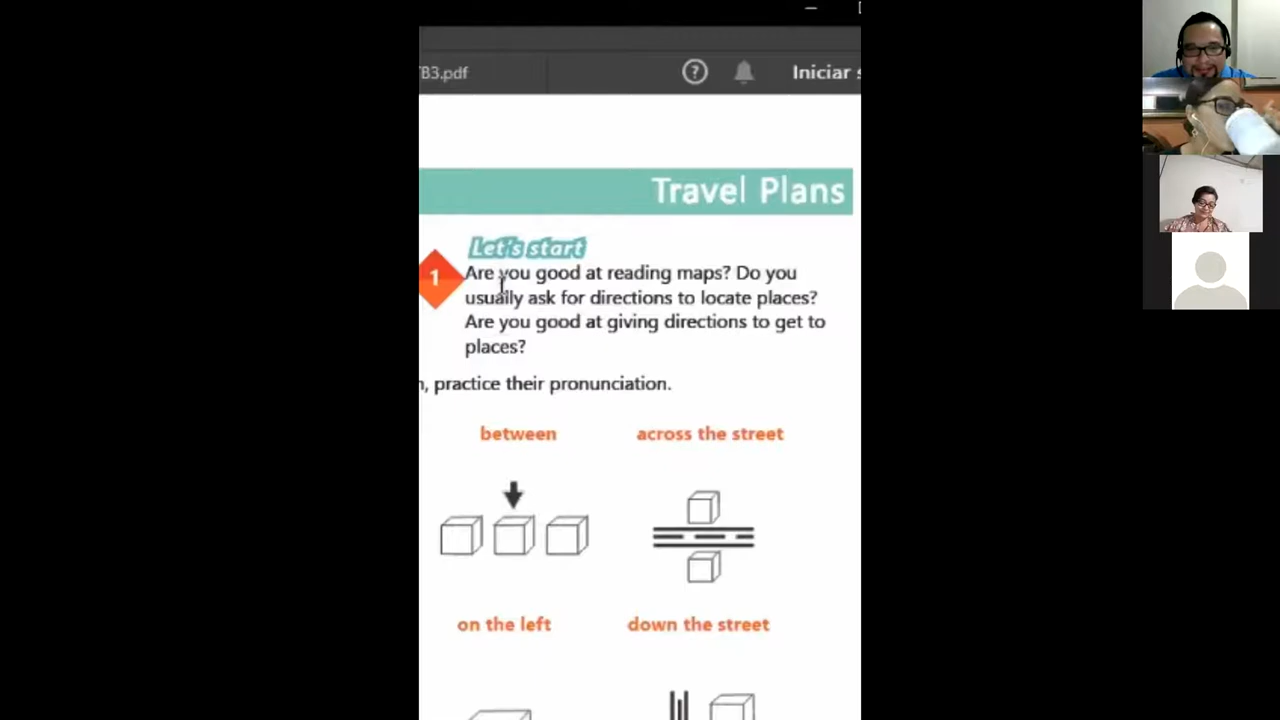 B3.pdf
?
Iniciar s
Travel Plans
Let's start
1
Are you good at reading maps? Do you
usually ask for directions to locate places?
Are you good at giving directions to get to
places?
, practice their pronunciation.
between
across the street
on the left
down the street